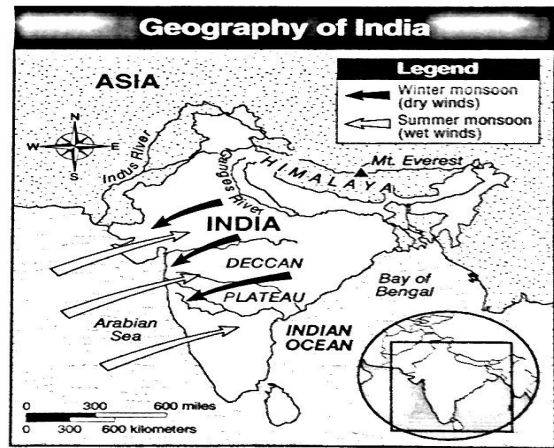 Geography of India
ASIA
Legend
Winter monsoon
(dry winds)
Summer monsoon
(wet winds)
N
W E
S
Indus River
Ganges River
HIMALAYA
Mt. Everest
INDIA
DECCAN
PLATEAU
Bay of
Bengal
Arabian
Sea
INDIAN
OCEAN
0 300 600 miles
0 300 600 kilometers